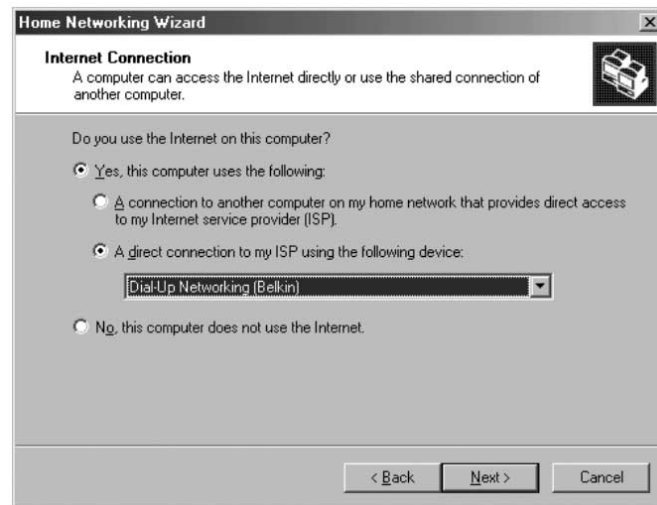 Home Networking Wizard
Internet Connection
A computer can access the Internet directly or use the shared connection of
another computer.
Do you use the Internet on this computer?
Yes, this computer uses the following:
A connection to another computer on my home network that provides direct access
to my Internet service provider (ISP).
A direct connection to my ISP using the following device:
Dial-Up Networking (Belkin)
No, this computer does not use the Internet.
< Back
Next >
Cancel